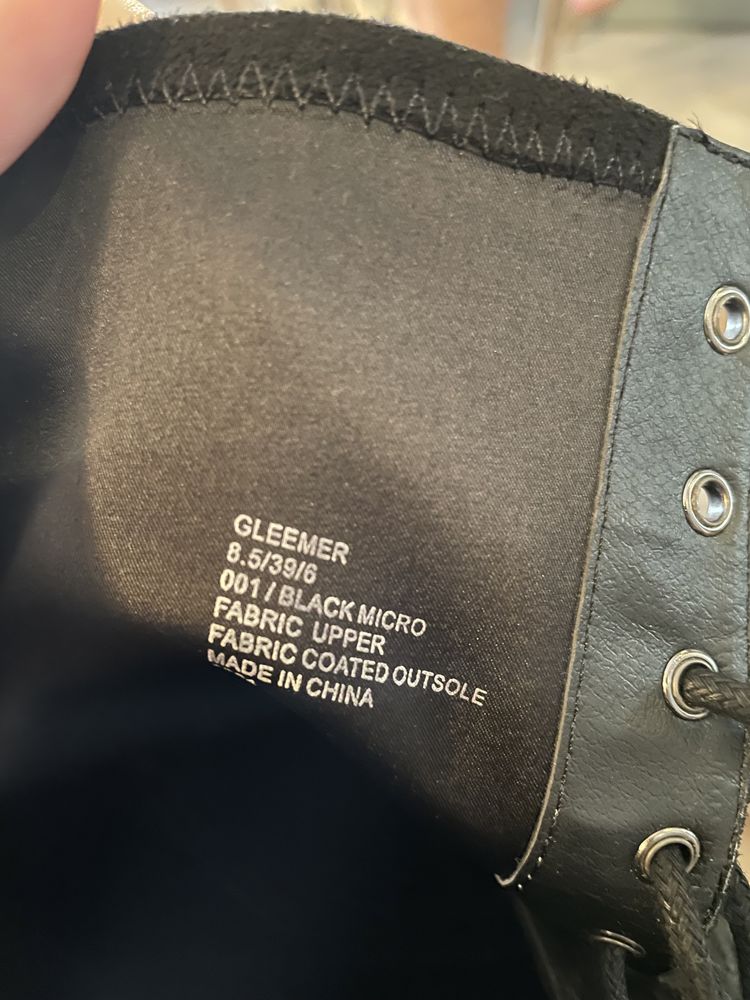 GLEEMER
8.5/39/6
001 / BLACK MICRO
FABRIC UPPER
FABRIC COATED OUTSOLE
MADE IN CHINA